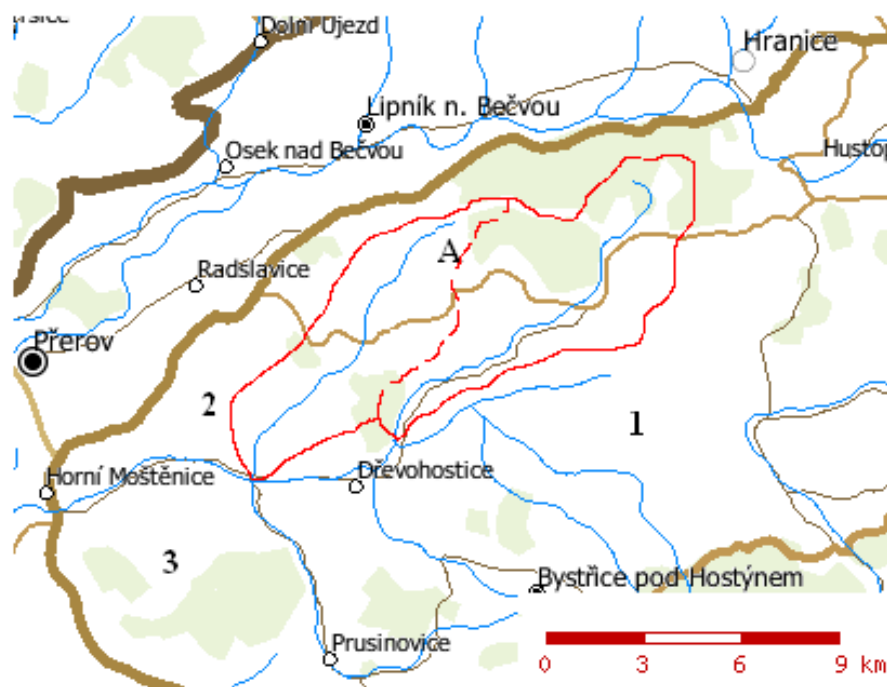 Dolní Újezd
Hranice
Lipník n. Bečvou
Osek nad Bečvou
A
Radslavice
Přerov
2
1
Horní Moštěnice
Dřevohostice
3
Bystřice pod Hostýnem
Prusinovice
0 3 6 9 km